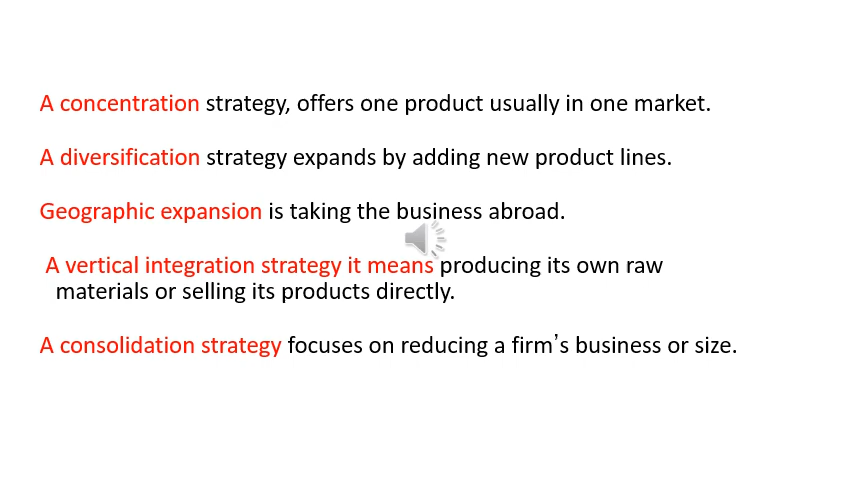 A concentration strategy, offers one product usually in one market.
A diversification strategy expands by adding new product lines.
Geographic expansion is taking the business abroad.
A vertical integration strategy it means producing its own raw
materials or selling its products directly.
A consolidation strategy focuses on reducing a firm’s business or size.